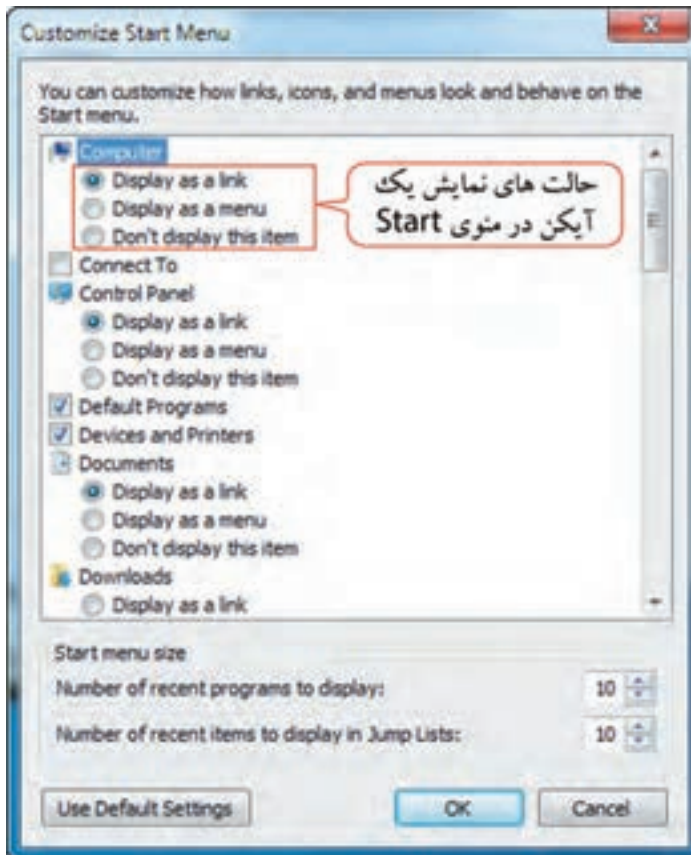 Customize Start Menu
You can customize how links, icons, and menus look and behave on the
Start menu.
Computer
Display as a link
Display as a menu
Don't display this item
حالت های نمایش یک
آیکن در منوی Start
Connect To
Control Panel
Display as a link
Display as a menu
Don't display this item
Default Programs
Devices and Printers
Documents
Display as a link
Display as a menu
Don't display this item
Downloads
Display as a link
Start menu size
Number of recent programs to display: 10
Number of recent items to display in Jump Lists: 10
Use Default Settings OK Cancel